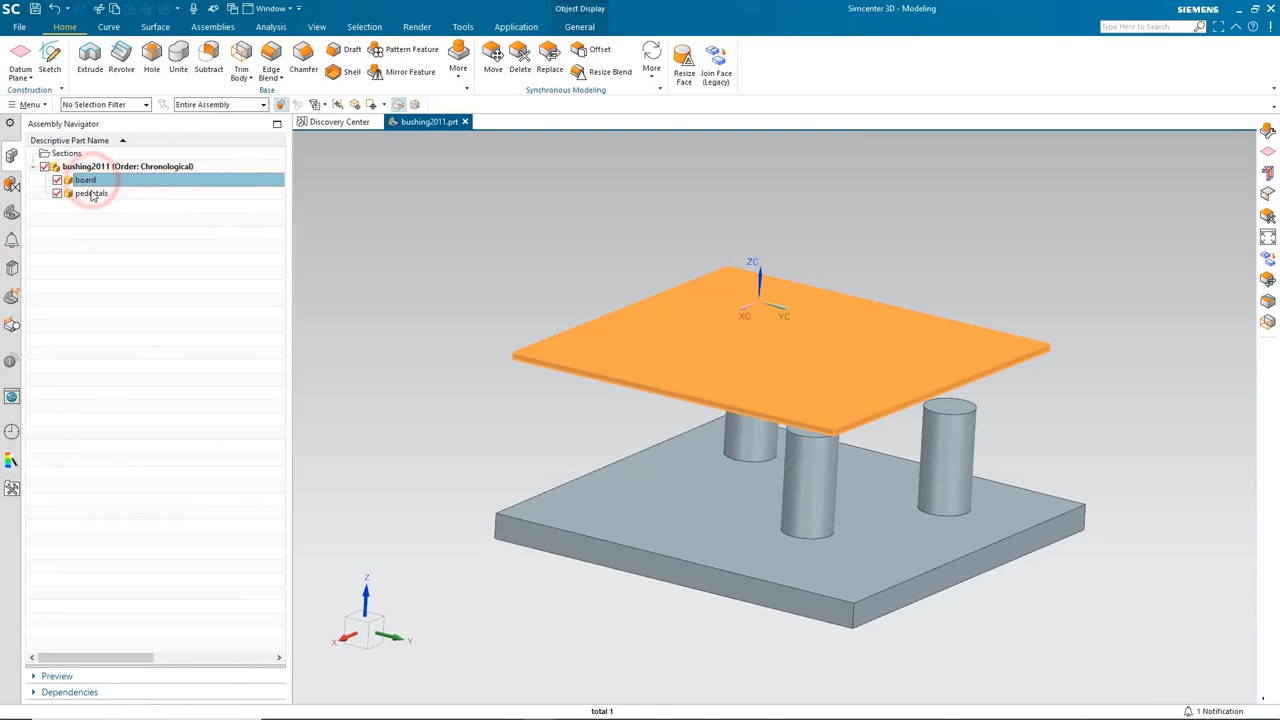 SC Window Object Display Simcenter 3D - Modeling SIEMENS
File Home Curve Surface Assemblies Analysis View Selection Render Tools Application General Type Here to Search
Datum Plane Sketch Extrude Revolve Hole Unite Subtract Trim Body Edge Blend Chamfer Draft Shell Pattern Feature Mirror Feature More Move Delete Replace Offset Resize Blend More Resize Face Join Face (Legacy)
Construction Base Synchronous Modeling
Menu No Selection Filter Entire Assembly
Assembly Navigator Discovery Center bushing2011.prt
Descriptive Part Name
Sections
bushing2011 (Order: Chronological)
board
pedestals
ZC
XC YC
Z
X Y
Preview
Dependencies
total 1 1 Notification